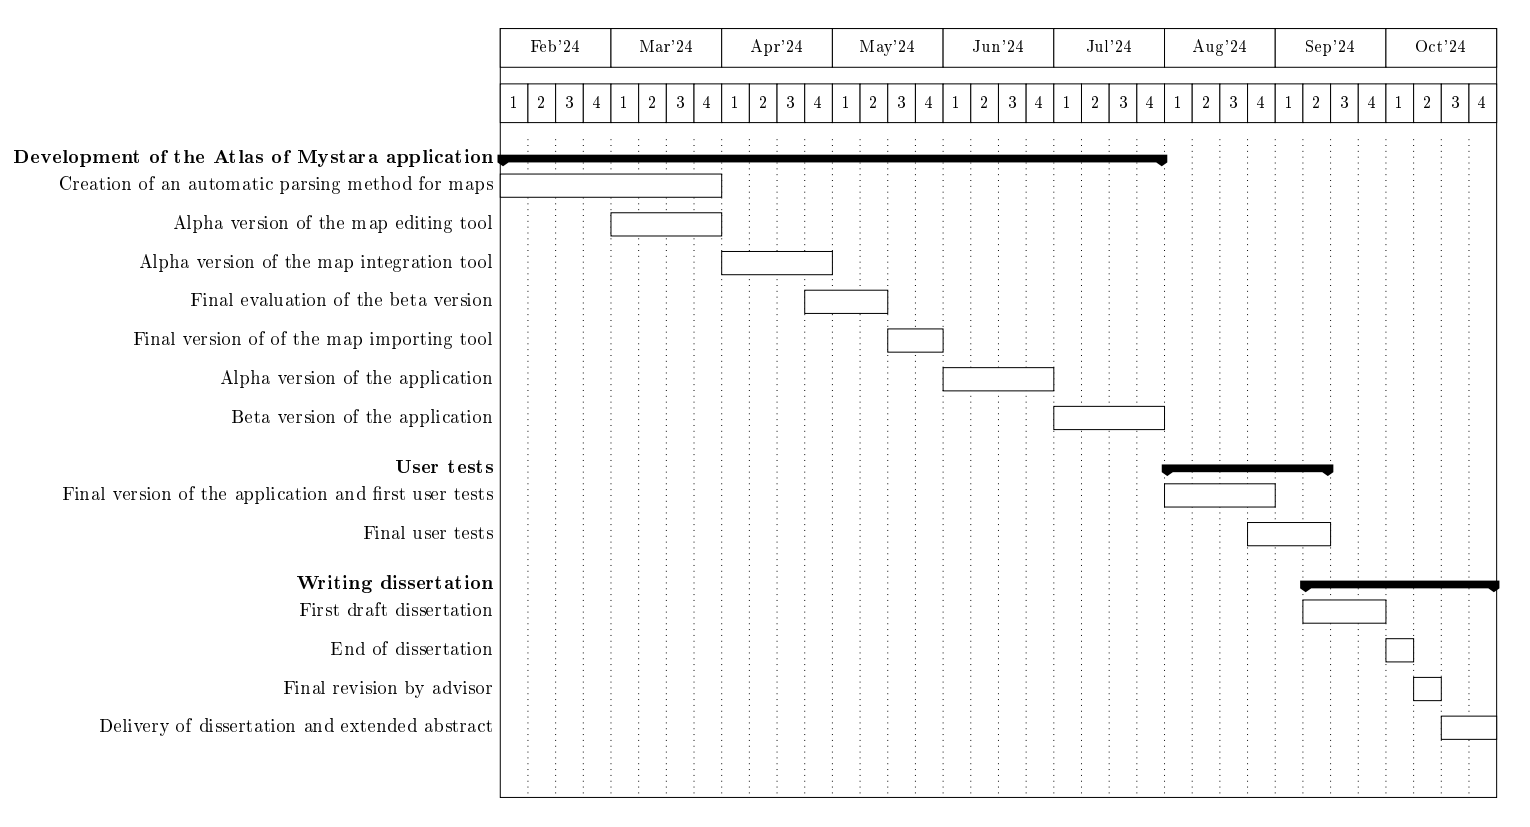 Feb'24 Mar'24 Apr'24 May'24 Jun'24 Jul'24 Aug'24 Sep'24 Oct'24
1 2 3 4 1 2 3 4 1 2 3 4 1 2 3 4 1 2 3 4 1 2 3 4 1 2 3 4 1 2 3 4 1 2 3 4
Development of the Atlas of Mystara application
Creation of an automatic parsing method for maps
Alpha version of the map editing tool
Alpha version of the map integration tool
Final evaluation of the beta version
Final version of of the map importing tool
Alpha version of the application
Beta version of the application
User tests
Final version of the application and first user tests
Final user tests
Writing dissertation
First draft dissertation
End of dissertation
Final revision by advisor
Delivery of dissertation and extended abstract